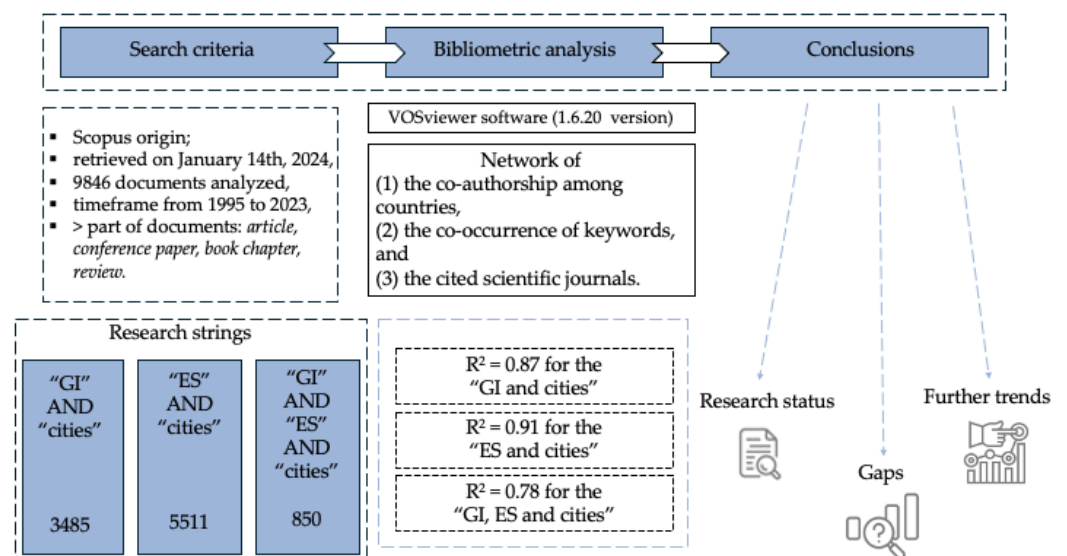 Search criteria
Bibliometric analysis
Conclusions
▪ Scopus origin;
▪ retrieved on January 14th, 2024,
▪ 9846 documents analyzed,
▪ timeframe from 1995 to 2023,
▪ > part of documents: article,
conference paper, book chapter,
review.
VOSviewer software (1.6.20 version)
Network of
(1) the co-authorship among
countries,
(2) the co-occurrence of keywords,
and
(3) the cited scientific journals.
Research strings
“GI”
AND
“cities”
3485
“ES”
AND
“cities”
5511
“GI”
AND
“ES”
AND
“cities”
850
R² = 0.87 for the
“GI and cities”
R² = 0.91 for the
“ES and cities”
R² = 0.78 for the
“GI, ES and cities”
Research status
Gaps
?
Further trends